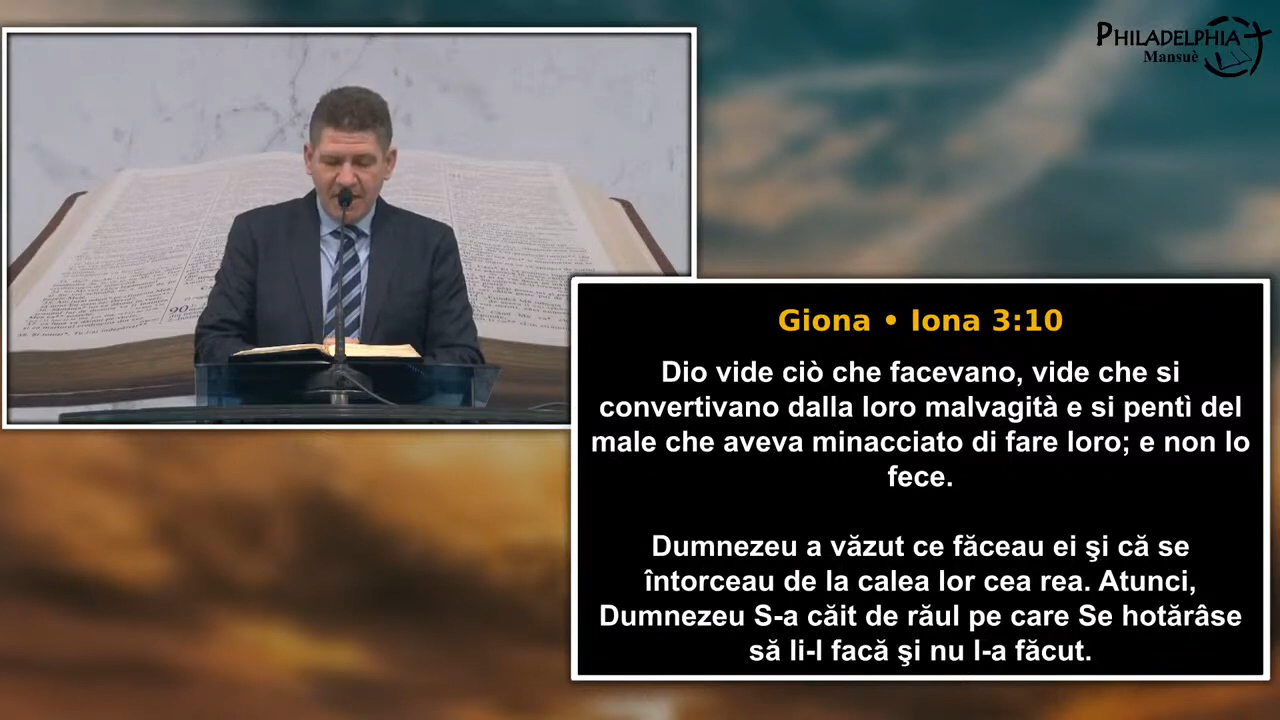 PHILADELPHIA
Mansuè
90
Giona • Iona 3:10
Dio vide ciò che facevano, vide che si
convertivano dalla loro malvagità e si pentì del
male che aveva minacciato di fare loro; e non lo
fece.
Dumnezeu a văzut ce făceau ei şi că se
întorceau de la calea lor cea rea. Atunci,
Dumnezeu S-a căit de răul pe care Se hotărâse
să li-l facă şi nu l-a făcut.